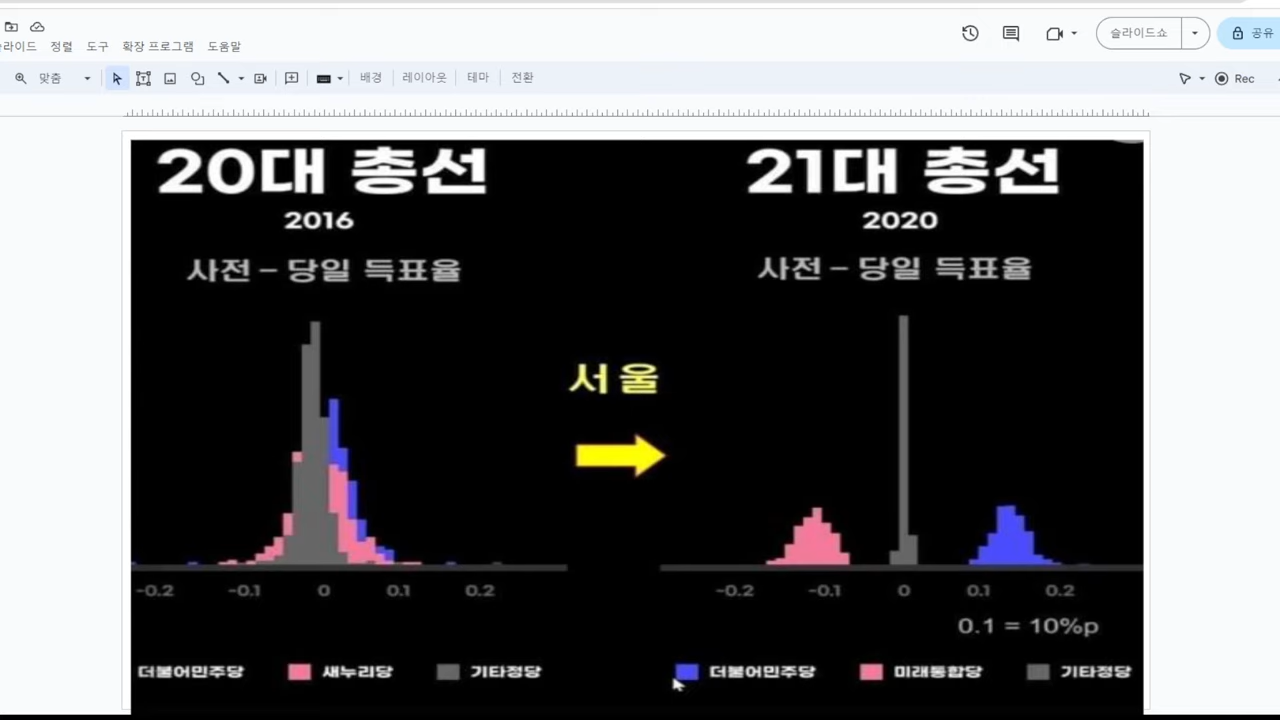 라이드 정렬 도구 확장 프로그램 도움말
슬라이드쇼
공유
맞춤
배경 레이아웃 테마 전환
Rec
20대 총선
2016
사전 – 당일 득표율
-0.2 -0.1 0 0.1 0.2
더불어민주당 새누리당 기타정당
서울
21대 총선
2020
사전 – 당일 득표율
-0.2 -0.1 0 0.1 0.2
0.1 = 10%p
더불어민주당 미래통합당 기타정당